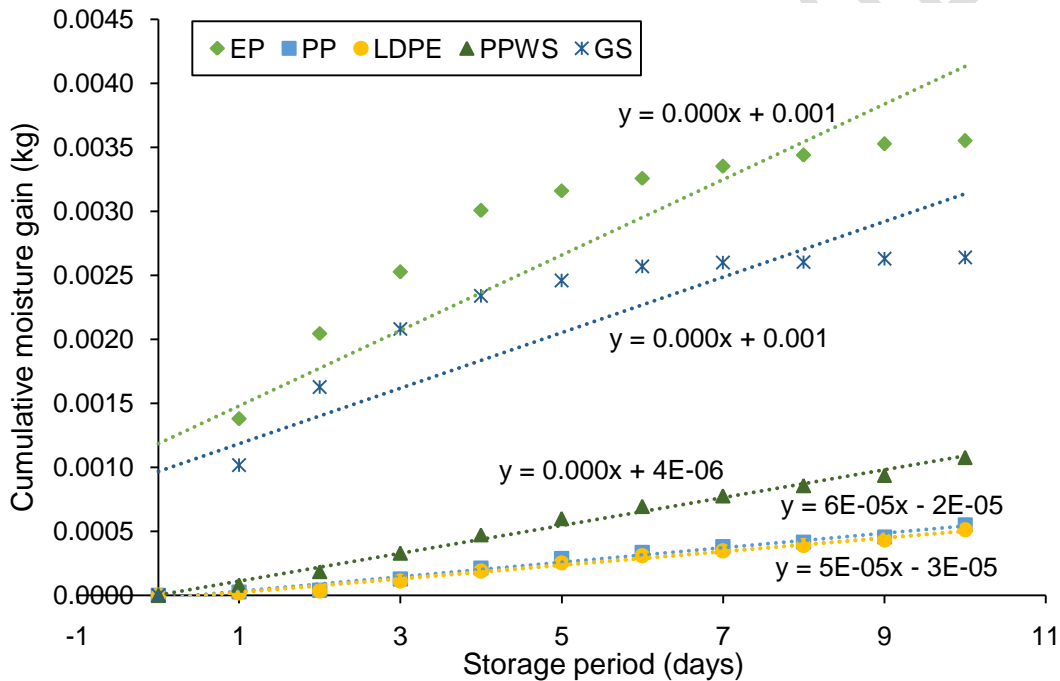 0.0045
0.0040
0.0035
0.0030
0.0025
0.0020
0.0015
0.0010
0.0005
0.0000
Cumulative moisture gain (kg)
EP PP LDPE PPWS GS
y = 0.000x + 0.001
y = 0.000x + 0.001
y = 0.000x + 4E-06
y = 6E-05x - 2E-05
y = 5E-05x - 3E-05
-1 1 3 5 7 9 11
Storage period (days)